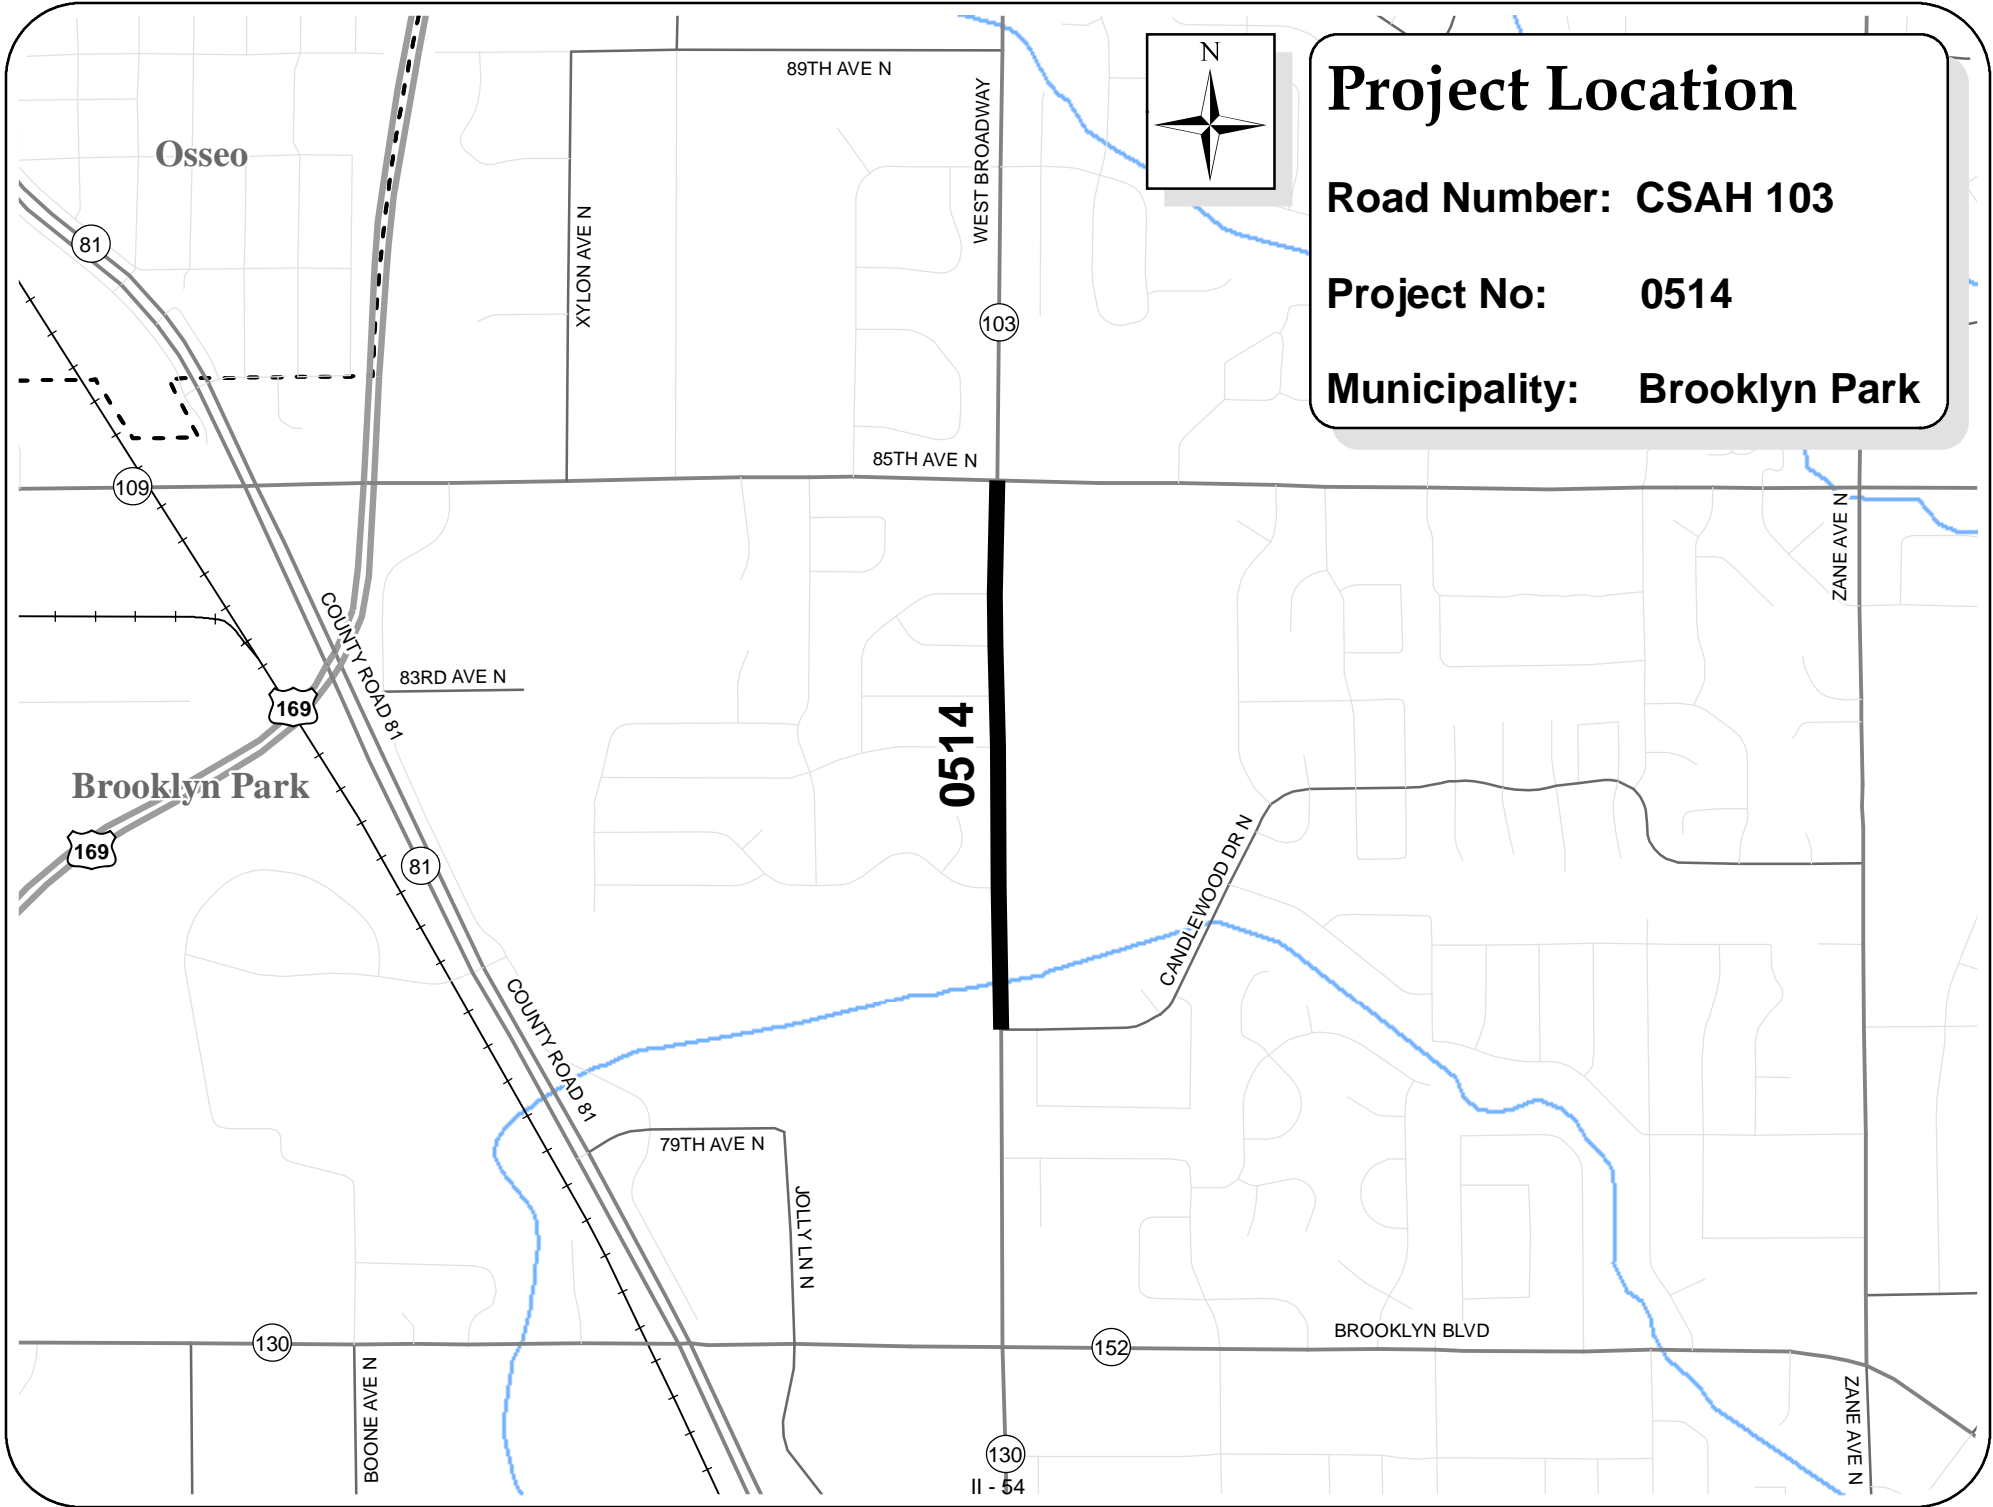 Project Location
Road Number: CSAH 103
Project No: 0514
Municipality: Brooklyn Park
N
89TH AVE N
WEST BROADWAY
Osseo
XYLON AVE N
81
103
85TH AVE N
109
ZANE AVE N
COUNTY ROAD 81
83RD AVE N
169
0514
Brooklyn Park
169
81
CANDLEWOOD DR N
COUNTY ROAD 81
79TH AVE N
JOLLY LN N
130
152
BROOKLYN BLVD
BOONE AVE N
ZANE AVE N
130
II - 54